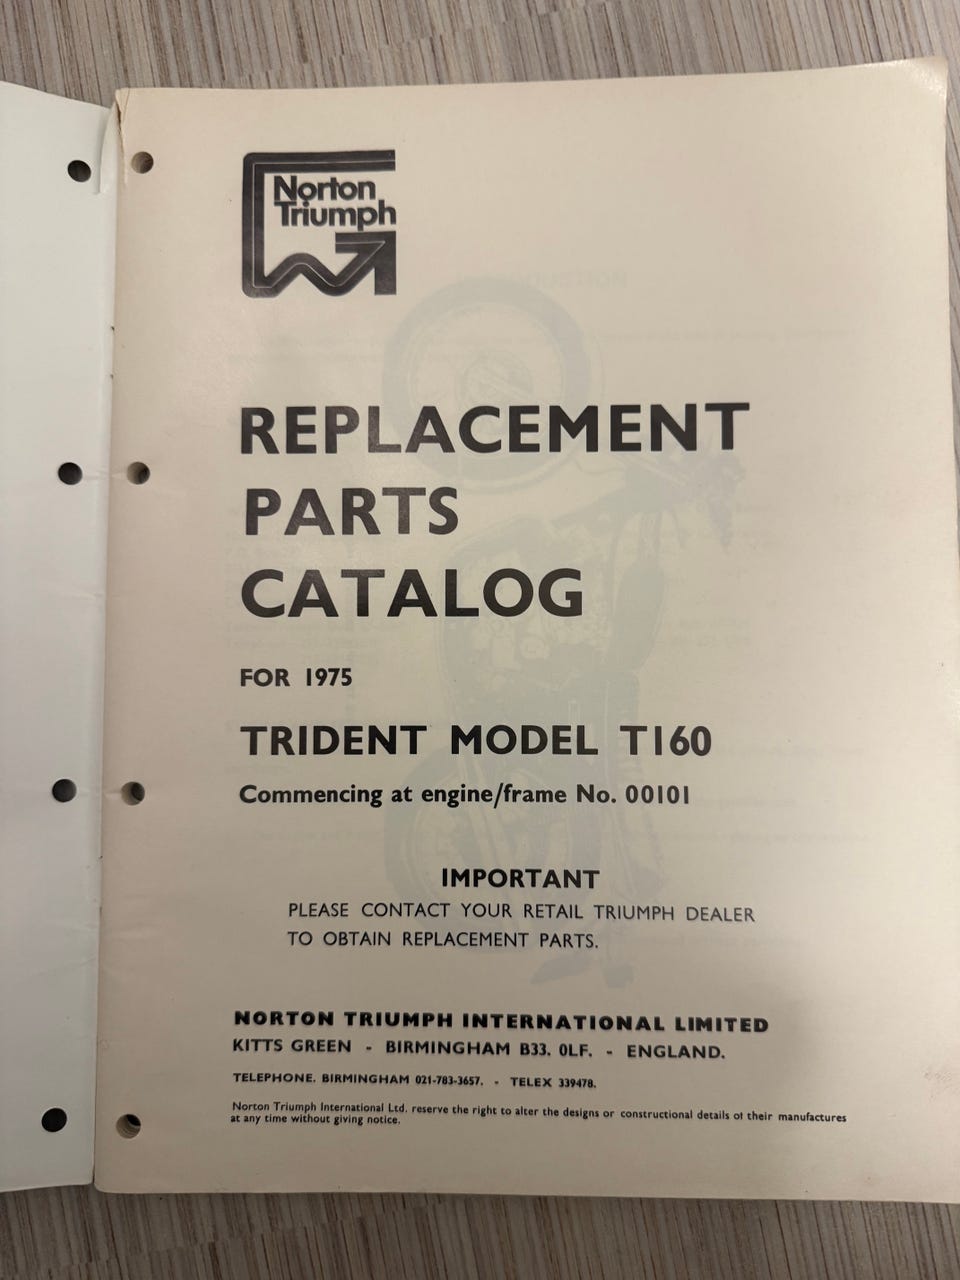 Norton
Triumph
REPLACEMENT
PARTS
CATALOG
FOR 1975
TRIDENT MODEL T160
Commencing at engine/frame No. 00101
IMPORTANT
PLEASE CONTACT YOUR RETAIL TRIUMPH DEALER
TO OBTAIN REPLACEMENT PARTS.
NORTON TRIUMPH INTERNATIONAL LIMITED
KITTS GREEN - BIRMINGHAM B33. 0LF. - ENGLAND.
TELEPHONE. BIRMINGHAM 021-783-3657. - TELEX 339478.
Norton Triumph International Ltd. reserve the right to alter the designs or constructional details of their manufactures
at any time without giving notice.